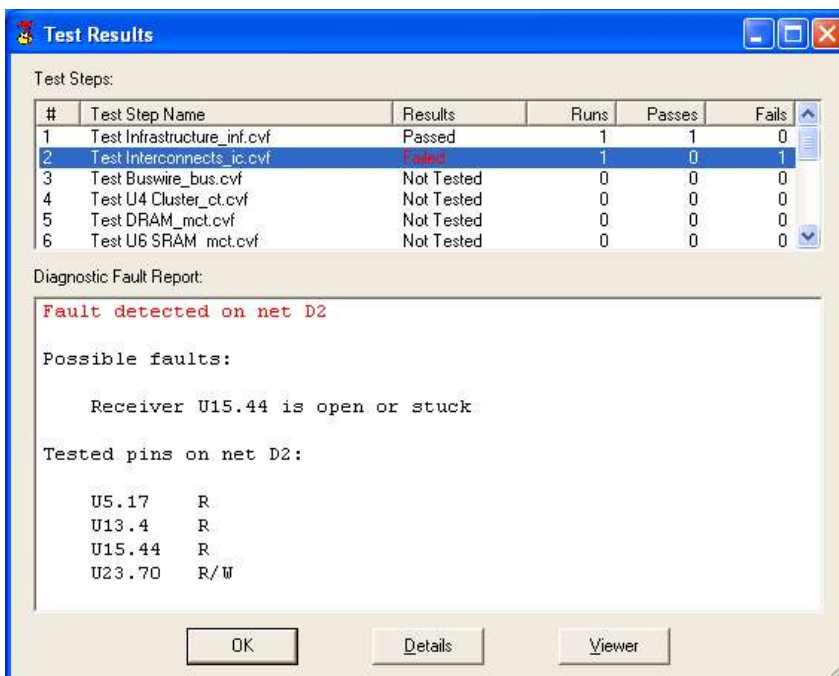 Test Results
Test Steps:
# Test Step Name Results Runs Passes Fails
1 Test Infrastructure_inf.cvf Passed 1 1 0
2 Test Interconnects_ic.cvf Failed 1 0 1
3 Test Buswire_bus.cvf Not Tested 0 0 0
4 Test U4 Cluster_ct.cvf Not Tested 0 0 0
5 Test DRAM_mct.cvf Not Tested 0 0 0
6 Test U6 SRAM_mct.cvf Not Tested 0 0 0
Diagnostic Fault Report:
Fault detected on net D2
Possible faults:
Receiver U15.44 is open or stuck
Tested pins on net D2:
U5.17 R
U13.4 R
U15.44 R
U23.70 R/W
OK Details Viewer